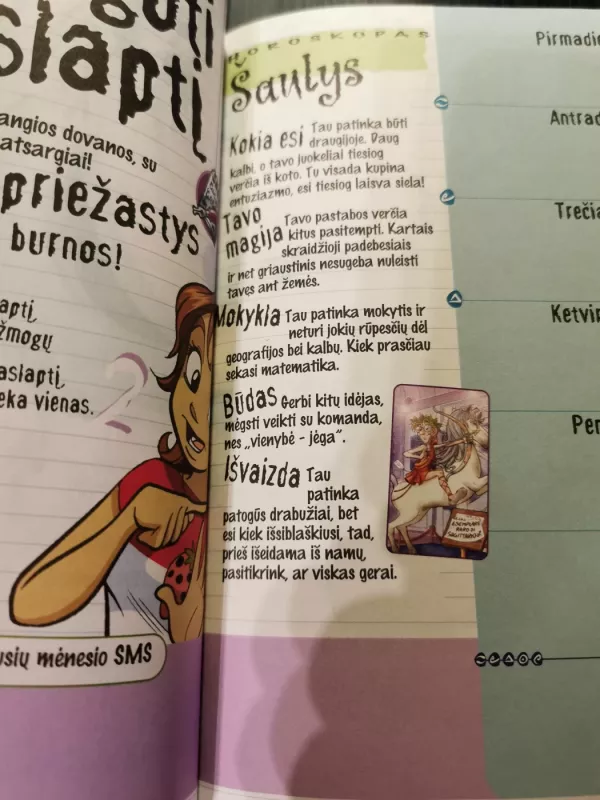 slaptį
angios dovanos, su
atsargiai!
priežastys
burnos!
aptį
žmogų
aslaptį,
eka vienas.
usių mėnesio SMS
HOROSKOPAS
Šaulys
Kokia esi Tau patinka būti
draugijoje. Daug
kalbi, o tavo juokeliai tiesiog
verčia iš koto. Tu visada kupina
entuziazmo, esi tiesiog laisva siela!
Tavo magija Tavo pastabos verčia
kitus pasitempti. Kartais
skraidžioji padebesiais
ir net griaustinis nesugeba nuleisti
tavęs ant žemės.
Mokykla Tau patinka mokytis ir
neturi jokių rūpesčių dėl
geografijos bei kalbų. Kiek prasčiau
sekasi matematika.
Būdas Gerbi kitų idėjas,
mėgsti veikti su komanda,
nes „vienybė - jėga".
Išvaizda Tau
patinka
patogūs drabužiai, bet
esi kiek išsiblaškiusi, tad,
prieš išeidama iš namų,
pasitikrink, ar viskas gerai.
Pirmadie
Antrad
Trečia
Ketvir
Pen